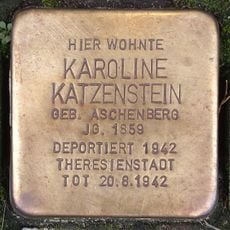 HIER WOHNTE
KAROLINE
KATZENSTEIN
GEB. ASCHENBERG
JG. 1859
DEPORTIERT 1942
THERESIENSTADT
TOT 20.8.1942